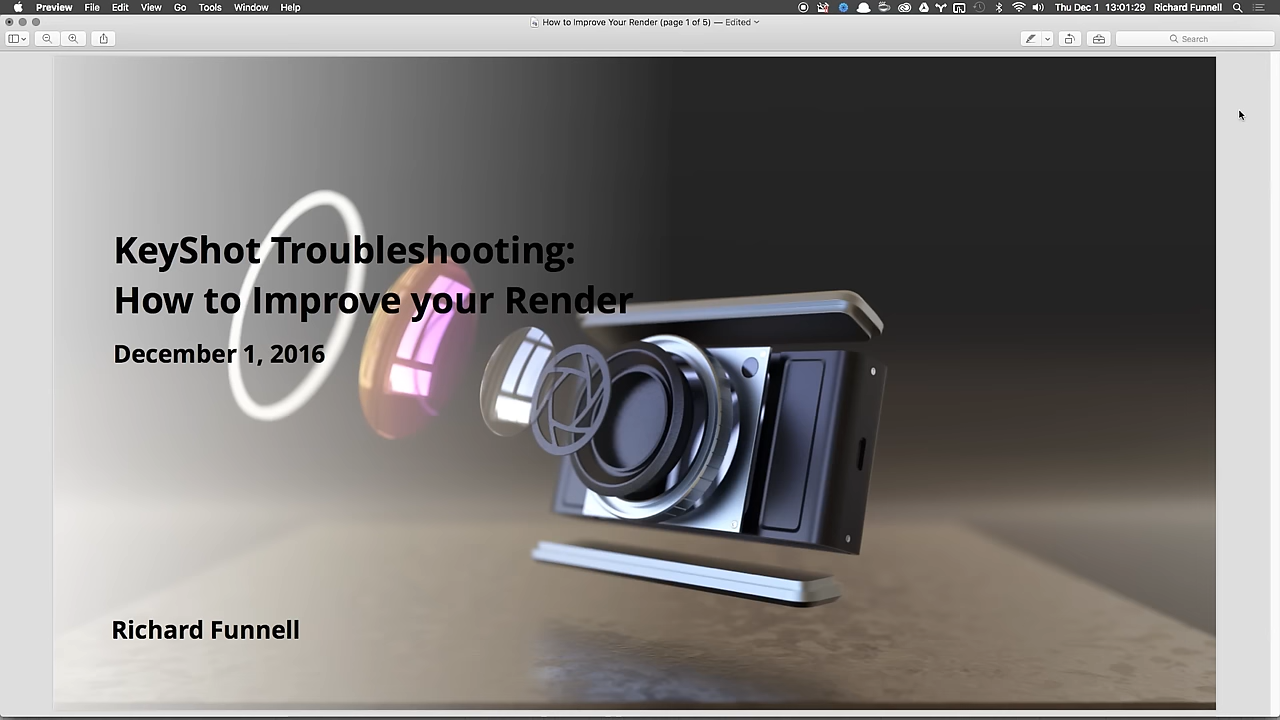 Preview File Edit View Go Tools Window Help Thu Dec 1 13:01:29 Richard Funnell
How to Improve Your Render (page 1 of 5) — Edited
Search
KeyShot Troubleshooting:
How to Improve your Render
December 1, 2016
Richard Funnell